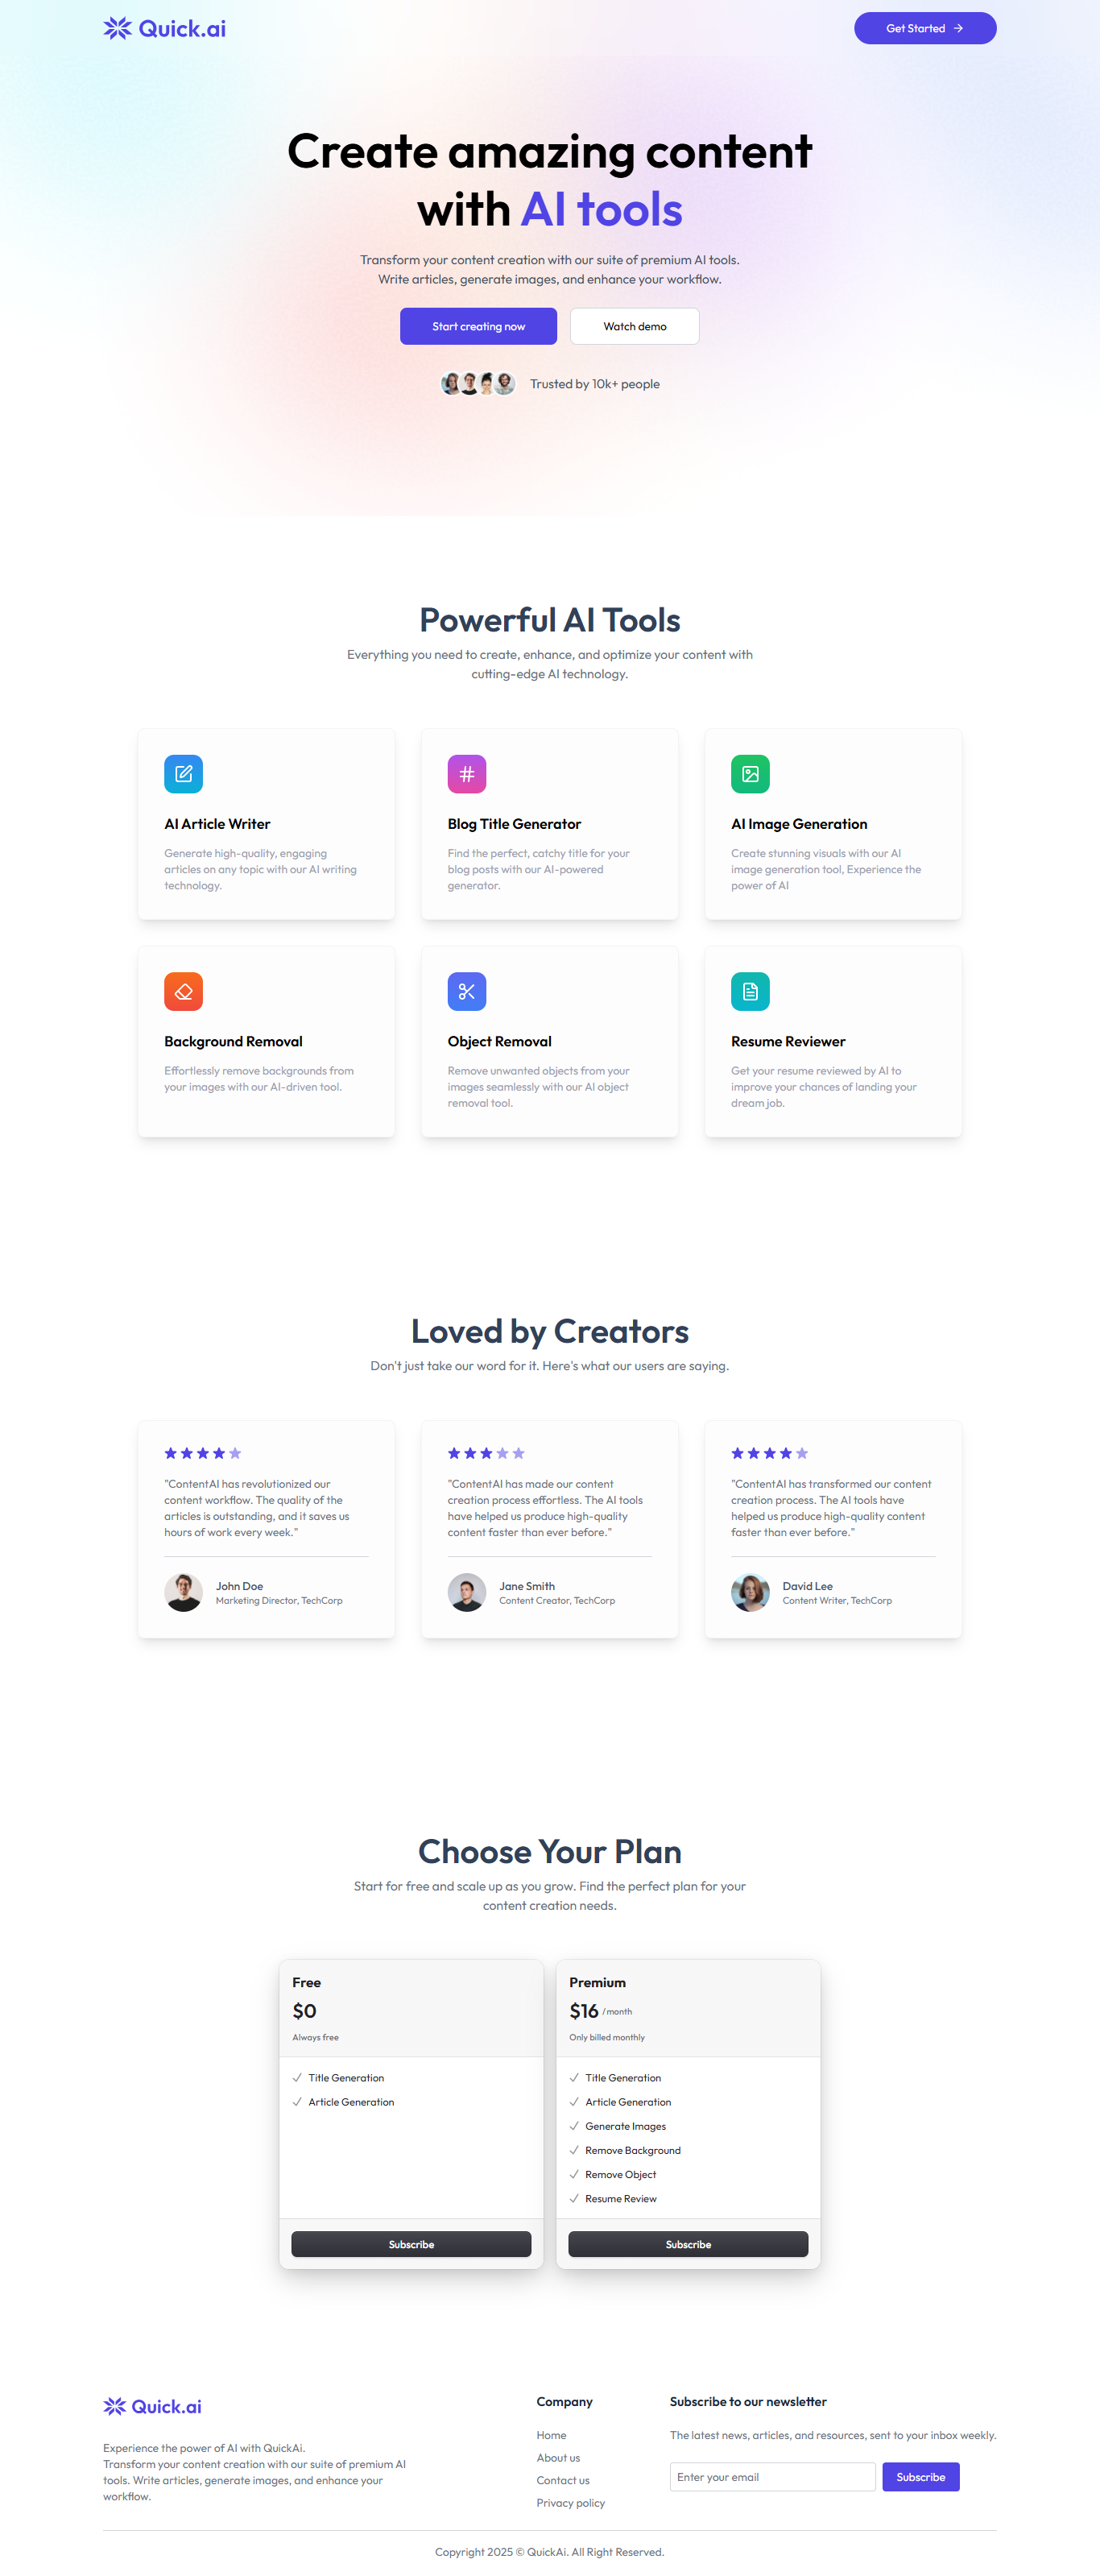 Quick.ai
Get Started
Create amazing content
with AI tools
Transform your content creation with our suite of premium AI tools.
Write articles, generate images, and enhance your workflow.
Start creating now
Watch demo
Trusted by 10k+ people
Powerful AI Tools
Everything you need to create, enhance, and optimize your content with
cutting-edge AI technology.
AI Article Writer
Generate high-quality, engaging
articles on any topic with our AI writing
technology.
Blog Title Generator
Find the perfect, catchy title for your
blog posts with our AI-powered
generator.
AI Image Generation
Create stunning visuals with our AI
image generation tool, Experience the
power of AI
Background Removal
Effortlessly remove backgrounds from
your images with our AI-driven tool.
Object Removal
Remove unwanted objects from your
images seamlessly with our AI object
removal tool.
Resume Reviewer
Get your resume reviewed by AI to
improve your chances of landing your
dream job.
Loved by Creators
Don't just take our word for it. Here's what our users are saying.
"ContentAI has revolutionized our
content workflow. The quality of the
articles is outstanding, and it saves us
hours of work every week."
John Doe
Marketing Director, TechCorp
"ContentAI has made our content
creation process effortless. The AI tools
have helped us produce high-quality
content faster than ever before."
Jane Smith
Content Creator, TechCorp
"ContentAI has transformed our content
creation process. The AI tools have
helped us produce high-quality content
faster than ever before."
David Lee
Content Writer, TechCorp
Choose Your Plan
Start for free and scale up as you grow. Find the perfect plan for your
content creation needs.
Free
$0
Always free
Title Generation
Article Generation
Subscribe
Premium
$16 /month
Only billed monthly
Title Generation
Article Generation
Generate Images
Remove Background
Remove Object
Resume Review
Subscribe
Quick.ai
Experience the power of AI with QuickAi.
Transform your content creation with our suite of premium AI
tools. Write articles, generate images, and enhance your
workflow.
Company
Home
About us
Contact us
Privacy policy
Subscribe to our newsletter
The latest news, articles, and resources, sent to your inbox weekly.
Enter your email
Subscribe
Copyright 2025 © QuickAi. All Right Reserved.